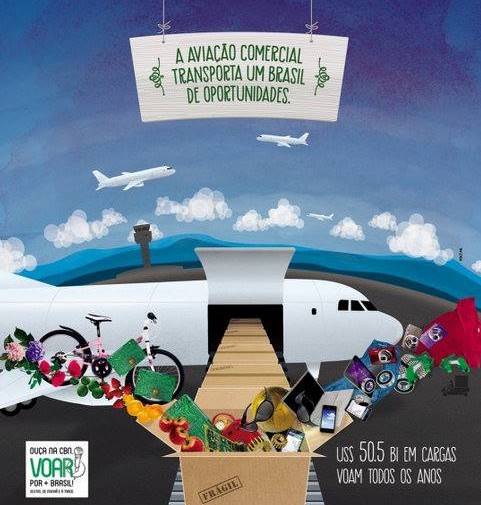 A AVIAÇÃO COMERCIAL
TRANSPORTA UM BRASIL
DE OPORTUNIDADES.
FRÁGIL
OUÇA NA CBN.
VOAR
POR + BRASIL!
US$ 50.5 BI EM CARGAS
VOAM TODOS OS ANOS